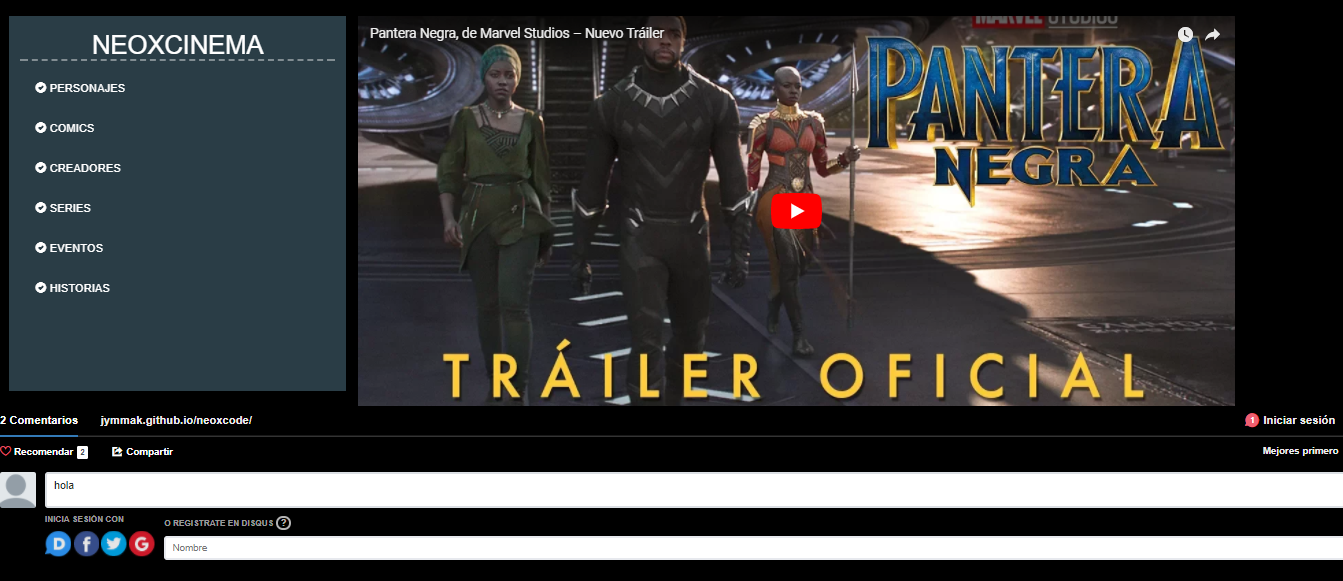 NEOXCINEMA
PERSONAJES
COMICS
CREADORES
SERIES
EVENTOS
HISTORIAS
Pantera Negra, de Marvel Studios – Nuevo Tráiler
MARVEL STUDIOS
PANTERA
NEGRA
TRÁILER OFICIAL
2 Comentarios jymmak.github.io/neoxcode/ 1 Iniciar sesión
Recomendar 2 Compartir Mejores primero
hola
INICIA SESIÓN CON
O REGISTRATE EN DISQUS ?
D f G
Nombre